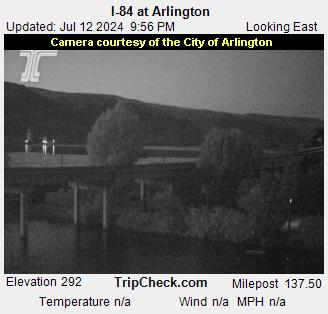 I-84 at Arlington
Updated: Jul 12 2024 9:56 PM Looking East
Camera courtesy of the City of Arlington
Elevation 292 TripCheck.com Milepost 137.50
Temperature n/a Wind n/a MPH n/a